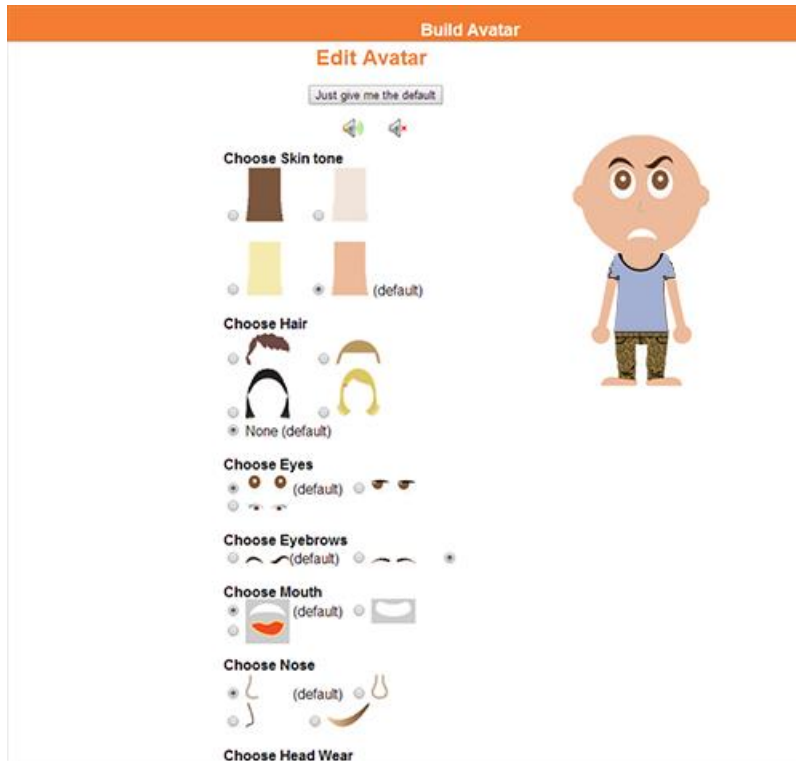 Build Avatar
Edit Avatar
Just give me the default
Choose Skin tone
(default)
Choose Hair
None (default)
Choose Eyes
(default)
Choose Eyebrows
(default)
Choose Mouth
(default)
Choose Nose
(default)
Choose Head Wear